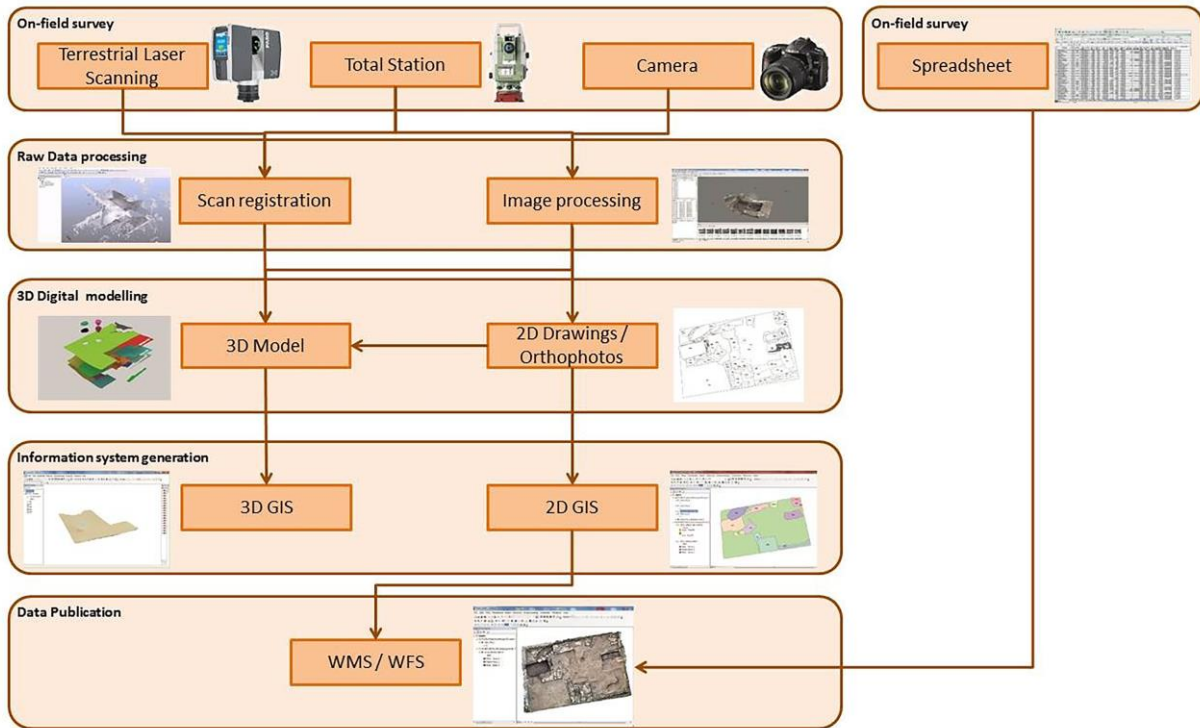 On-field survey
Terrestrial Laser
Scanning
Total Station
Camera
On-field survey
Spreadsheet
Raw Data processing
Scan registration
Image processing
3D Digital modelling
3D Model
2D Drawings /
Orthophotos
Information system generation
3D GIS
2D GIS
Data Publication
WMS / WFS